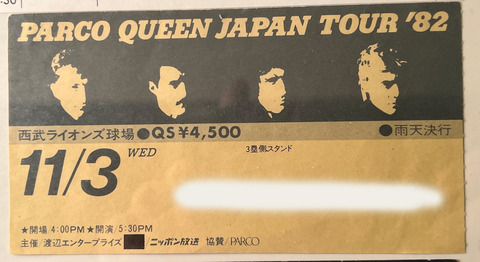 PARCO QUEEN JAPAN TOUR '82
西武ライオンズ球場●QS¥4,500 ●雨天決行
11/3 WED
3塁側スタンド
★開場/4:00PM★開演/5:30PM
主催/渡辺エンタープライズ ニッポン放送 協賛/PARCO